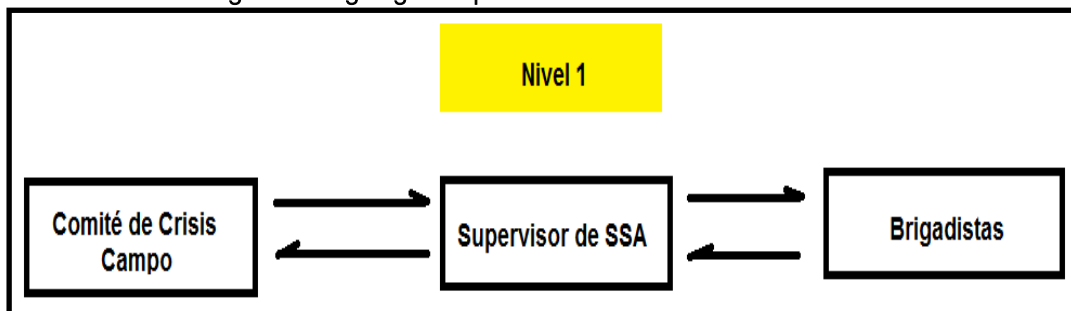 Nivel 1
Comité de Crisis
Campo
Supervisor de SSA
Brigadistas